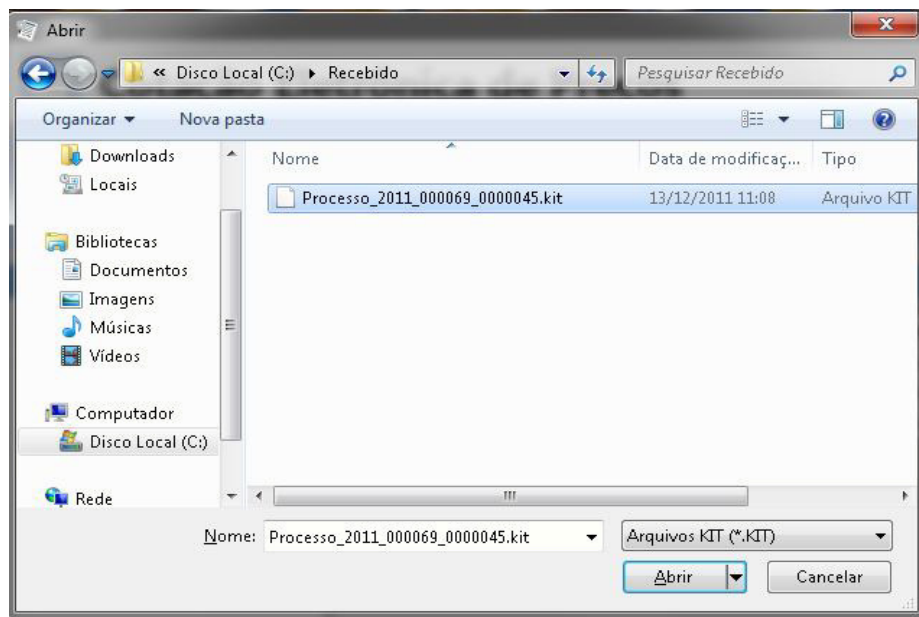 Abrir
« Disco Local (C:) ▸ Recebido
Pesquisar Recebido
Organizar
Nova pasta
Nome
Data de modificaç...
Tipo
Downloads
Locais
Processo_2011_000069_0000045.kit
13/12/2011 11:08
Arquivo KIT
Bibliotecas
Documentos
Imagens
Músicas
Vídeos
Computador
Disco Local (C:)
Rede
Nome: Processo_2011_000069_0000045.kit
Arquivos KIT (*.KIT)
Abrir
Cancelar